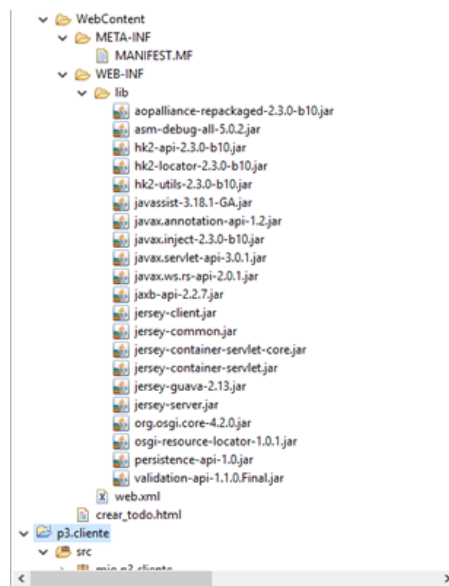 WebContent
META-INF
MANIFEST.MF
WEB-INF
lib
aopalliance-repackaged-2.3.0-b10.jar
asm-debug-all-5.0.2.jar
hk2-api-2.3.0-b10.jar
hk2-locator-2.3.0-b10.jar
hk2-utils-2.3.0-b10.jar
javassist-3.18.1-GA.jar
javax.annotation-api-1.2.jar
javax.inject-2.3.0-b10.jar
javax.servlet-api-3.0.1.jar
javax.ws.rs-api-2.0.1.jar
jaxb-api-2.2.7.jar
jersey-client.jar
jersey-common.jar
jersey-container-servlet-core.jar
jersey-container-servlet.jar
jersey-guava-2.13.jar
jersey-server.jar
org.osgi.core-4.2.0.jar
osgi-resource-locator-1.0.1.jar
persistence-api-1.0.jar
validation-api-1.1.0.Final.jar
web.xml
crear_todo.html
p3.cliente
src
mio.p3.cliente